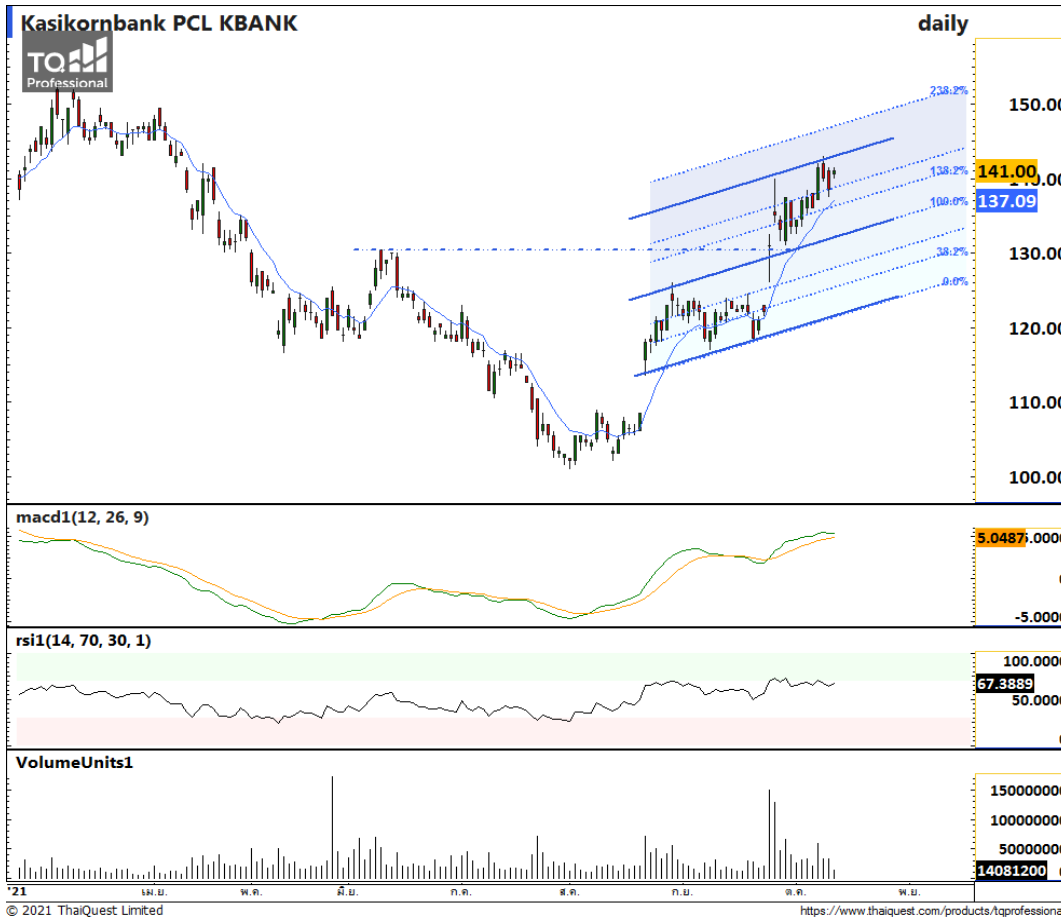 Kasikornbank PCL KBANK
daily
TQ
Professional
238.2%
138.2%
100.0%
38.2%
0.0%
150.00
141.00
137.09
130.00
120.00
110.00
100.00
macd1(12, 26, 9)
5.0487
-5.0000
rsi1(14, 70, 30, 1)
100.0000
67.3889
50.0000
VolumeUnits1
150000000
100000000
50000000
14081200
'21 เม.ย. พ.ค. มิ.ย. ก.ค. ส.ค. ก.ย. ต.ค. พ.ย.
© 2021 ThaiQuest Limited
https://www.thaiquest.com/products/tqprofessional